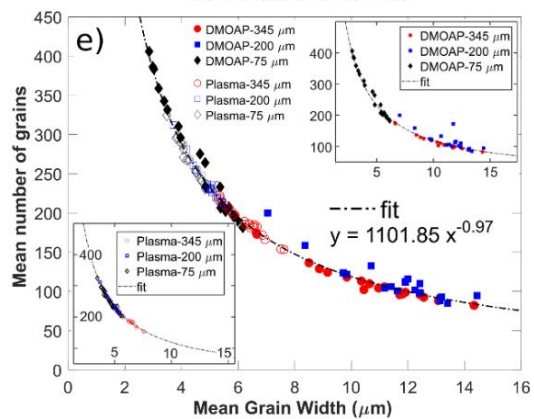 e)
Mean number of grains
450
400
350
300
250
200
150
100
50
0
0 2 4 6 8 10 12 14 16
Mean Grain Width (μm)
DMOAP-345 μm
DMOAP-200 μm
DMOAP-75 μm
Plasma-345 μm
Plasma-200 μm
Plasma-75 μm
DMOAP-345 μm
DMOAP-200 μm
DMOAP-75 μm
fit
400
300
200
100
5 10 15
fit
y = 1101.85 x^-0.97
Plasma-345 μm
Plasma-200 μm
Plasma-75 μm
fit
400
200
5 10 15